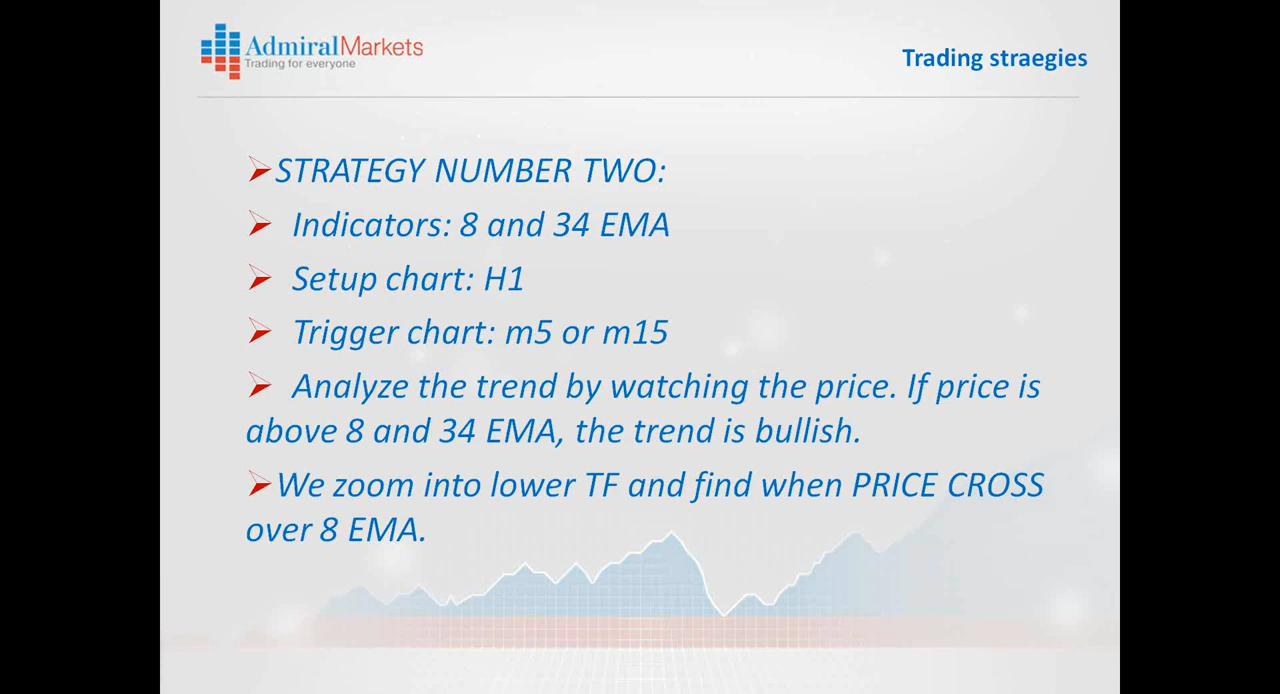 AdmiralMarkets
Trading for everyone
Trading straegies
STRATEGY NUMBER TWO:
Indicators: 8 and 34 EMA
Setup chart: H1
Trigger chart: m5 or m15
Analyze the trend by watching the price. If price is
above 8 and 34 EMA, the trend is bullish.
We zoom into lower TF and find when PRICE CROSS
over 8 EMA.